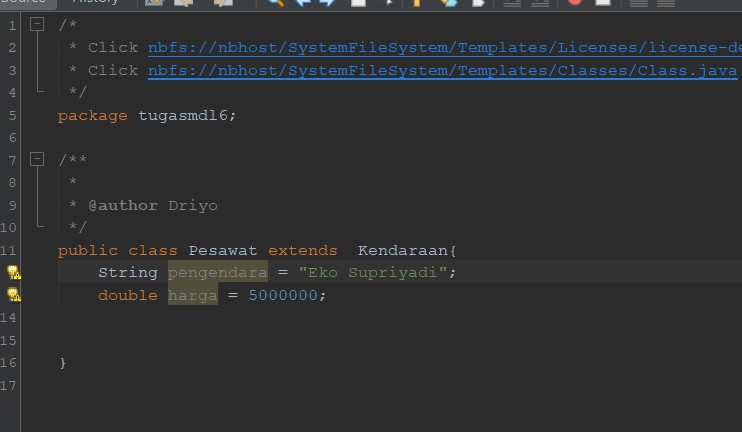 Source History
1 /*
2 * Click nbfs://nbhost/SystemFileSystem/Templates/Licenses/license-de
3 * Click nbfs://nbhost/SystemFileSystem/Templates/Classes/Class.java
4 */
5 package tugasmdl6;
6
7 /**
8 *
9 * @author Driyo
10 */
11 public class Pesawat extends  Kendaraan{
String pengendara = "Eko Supriyadi";
double harga = 5000000;
14
15
16 }
17